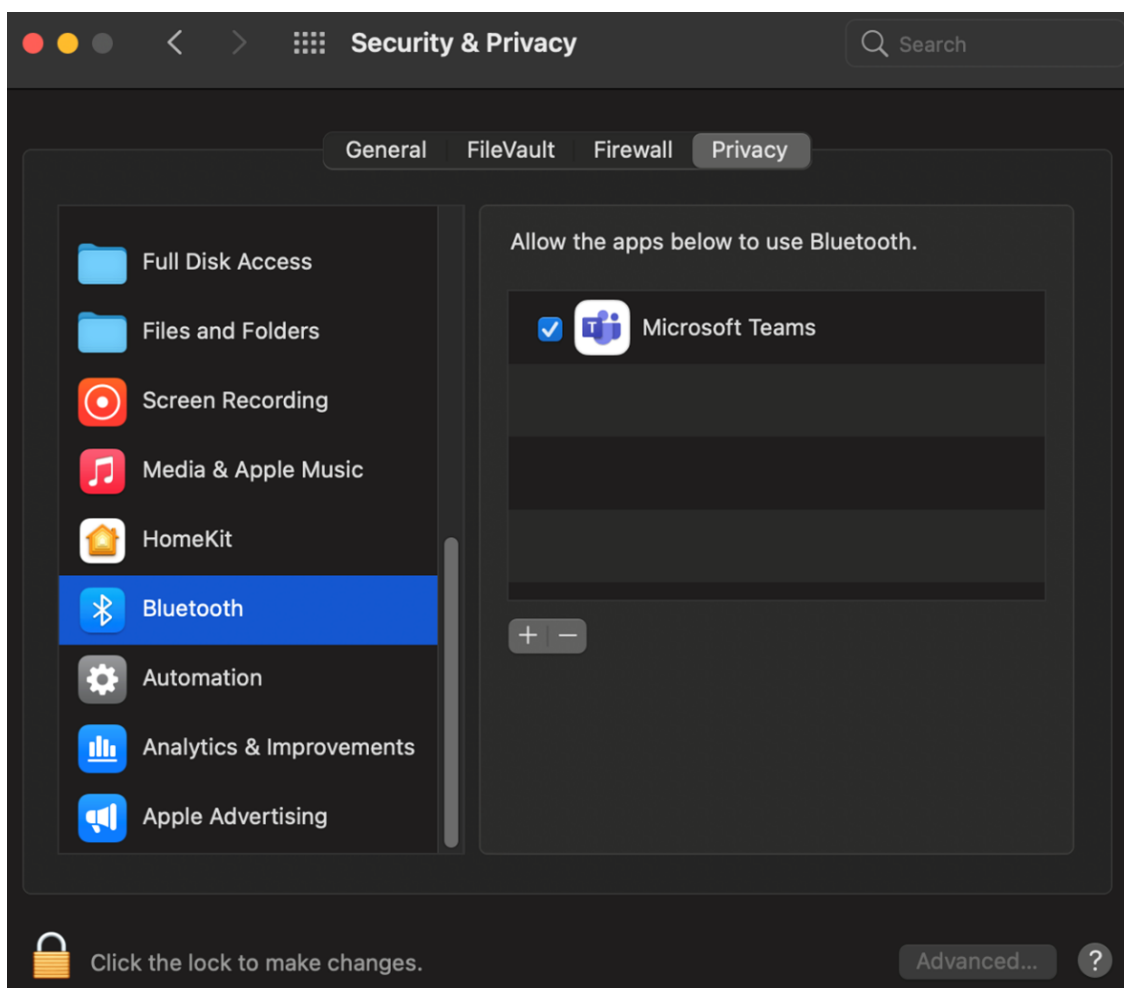 Security & Privacy
Search
General FileVault Firewall Privacy
Full Disk Access
Files and Folders
Screen Recording
Media & Apple Music
HomeKit
Bluetooth
Automation
Analytics & Improvements
Apple Advertising
Allow the apps below to use Bluetooth.
T
Microsoft Teams
+ −
Click the lock to make changes.
Advanced...
?